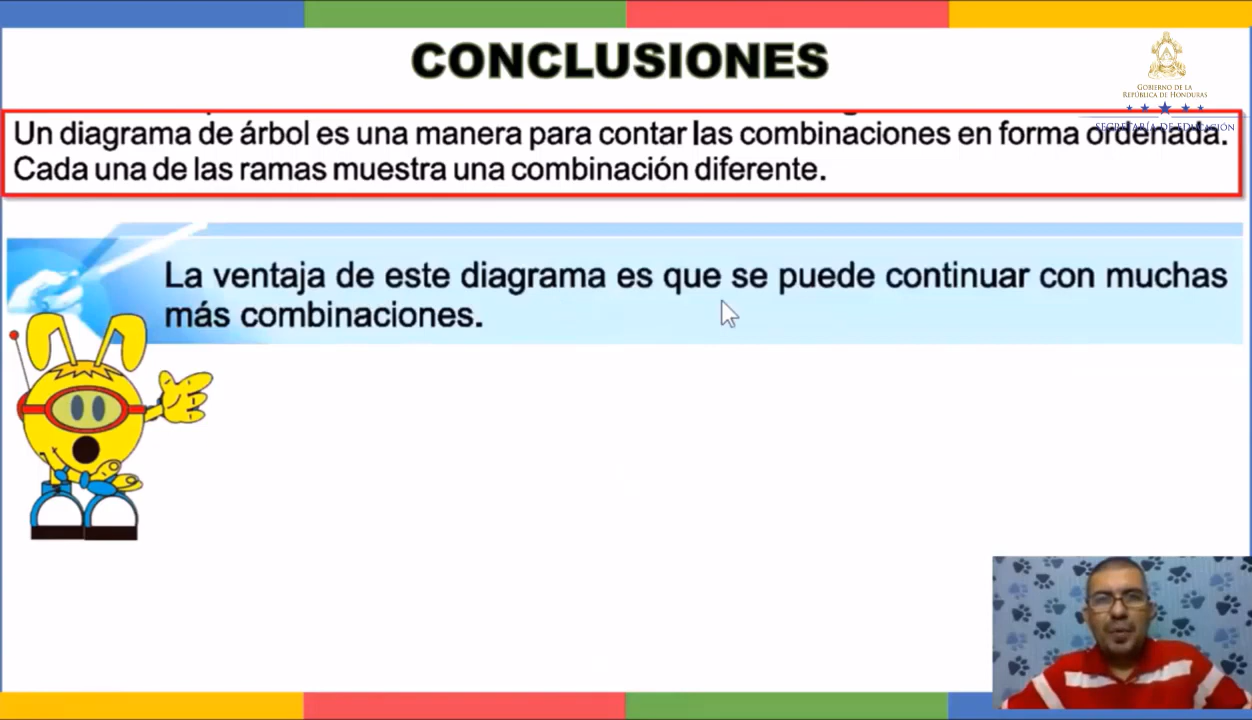 CONCLUSIONES
GOBIERNO DE LA
REPÚBLICA DE HONDURAS
SECRETARÍA DE EDUCACIÓN
Un diagrama de árbol es una manera para contar las combinaciones en forma ordenada.
Cada una de las ramas muestra una combinación diferente.
La ventaja de este diagrama es que se puede continuar con muchas
más combinaciones.